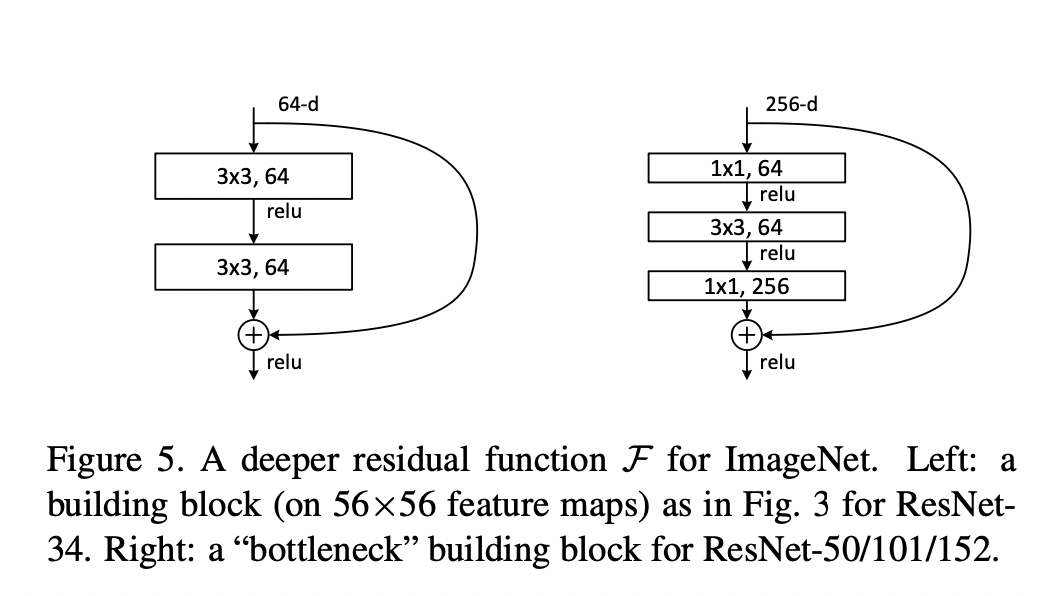 64-d
3x3, 64
relu
3x3, 64
relu
256-d
1x1, 64
relu
3x3, 64
relu
1x1, 256
relu
Figure 5. A deeper residual function F for ImageNet. Left: a
building block (on 56×56 feature maps) as in Fig. 3 for ResNet-
34. Right: a “bottleneck” building block for ResNet-50/101/152.